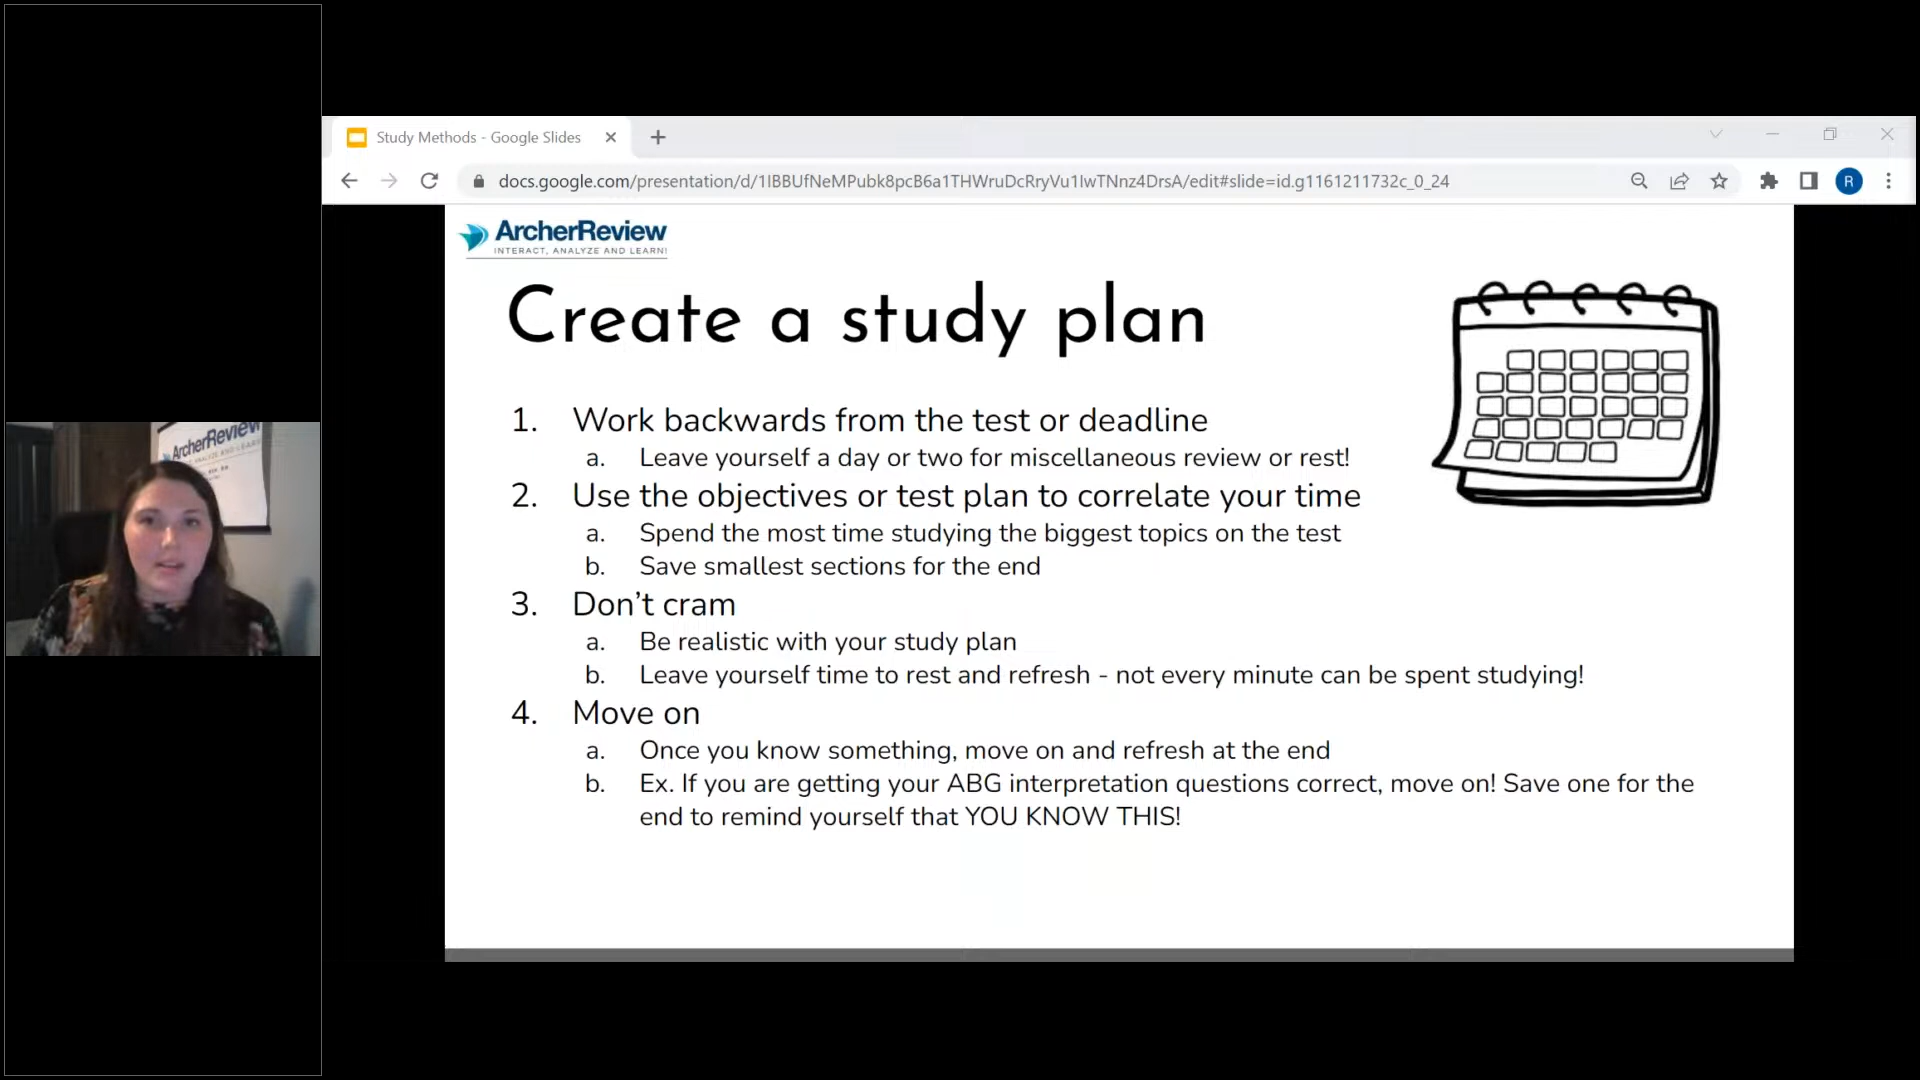 Study Methods - Google Slides
docs.google.com/presentation/d/1IBBUfNeMPubk8pcB6a1THWruDcRryVu1IwTNnz4DrsA/edit#slide=id.g1161211732c_0_24
R
ArcherReview
INTERACT, ANALYZE AND LEARN!
Create a study plan
1. Work backwards from the test or deadline
a. Leave yourself a day or two for miscellaneous review or rest!
2. Use the objectives or test plan to correlate your time
a. Spend the most time studying the biggest topics on the test
b. Save smallest sections for the end
3. Don’t cram
a. Be realistic with your study plan
b. Leave yourself time to rest and refresh - not every minute can be spent studying!
4. Move on
a. Once you know something, move on and refresh at the end
b. Ex. If you are getting your ABG interpretation questions correct, move on! Save one for the
end to remind yourself that YOU KNOW THIS!
ArcherReview